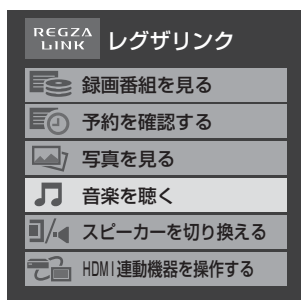 REGZA
LINK レグザリンク
録画番組を見る
予約を確認する
写真を見る
音楽を聴く
スピーカーを切り換える
HDMI連動機器を操作する